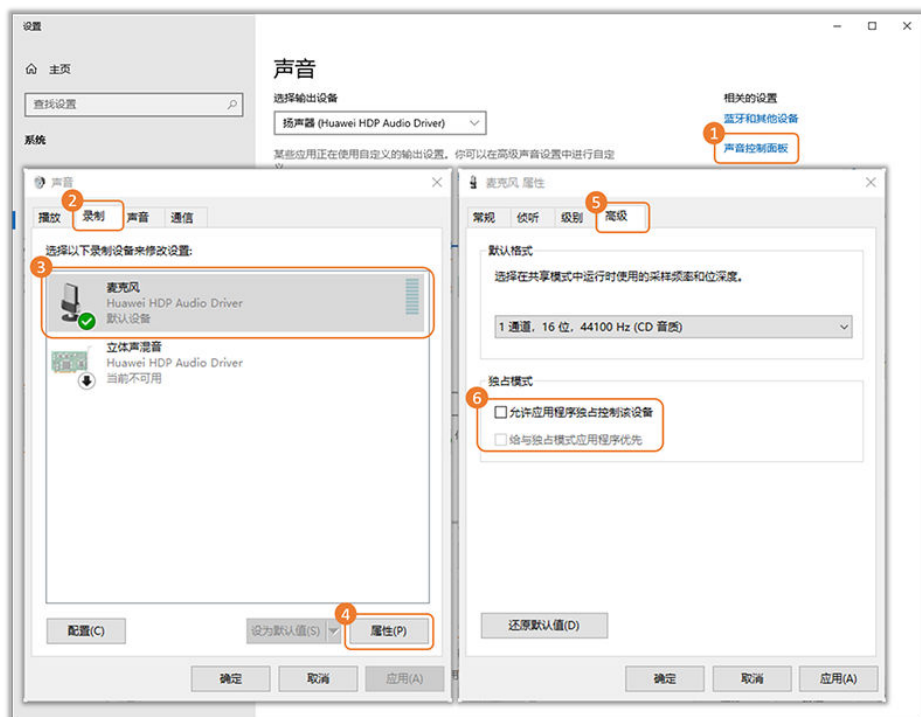 设置
主页
查找设置
系统
声音
选择输出设备
扬声器 (Huawei HDP Audio Driver)
某些应用正在使用自定义的输出设置。你可以在高级声音设置中进行自定
相关的设置
蓝牙和其他设备
1
声音控制面板
声音
2
播放
录制
声音
通信
选择以下录制设备来修改设置:
3
麦克风
Huawei HDP Audio Driver
默认设备
立体声混音
Huawei HDP Audio Driver
当前不可用
配置(C)
设为默认值(S)
4
属性(P)
确定
取消
应用(A)
麦克风 属性
5
常规
侦听
级别
高级
默认格式
选择在共享模式中运行时使用的采样频率和位深度。
1 通道, 16 位, 44100 Hz (CD 音质)
独占模式
6
允许应用程序独占控制该设备
给与独占模式应用程序优先
还原默认值(D)
确定
取消
应用(A)